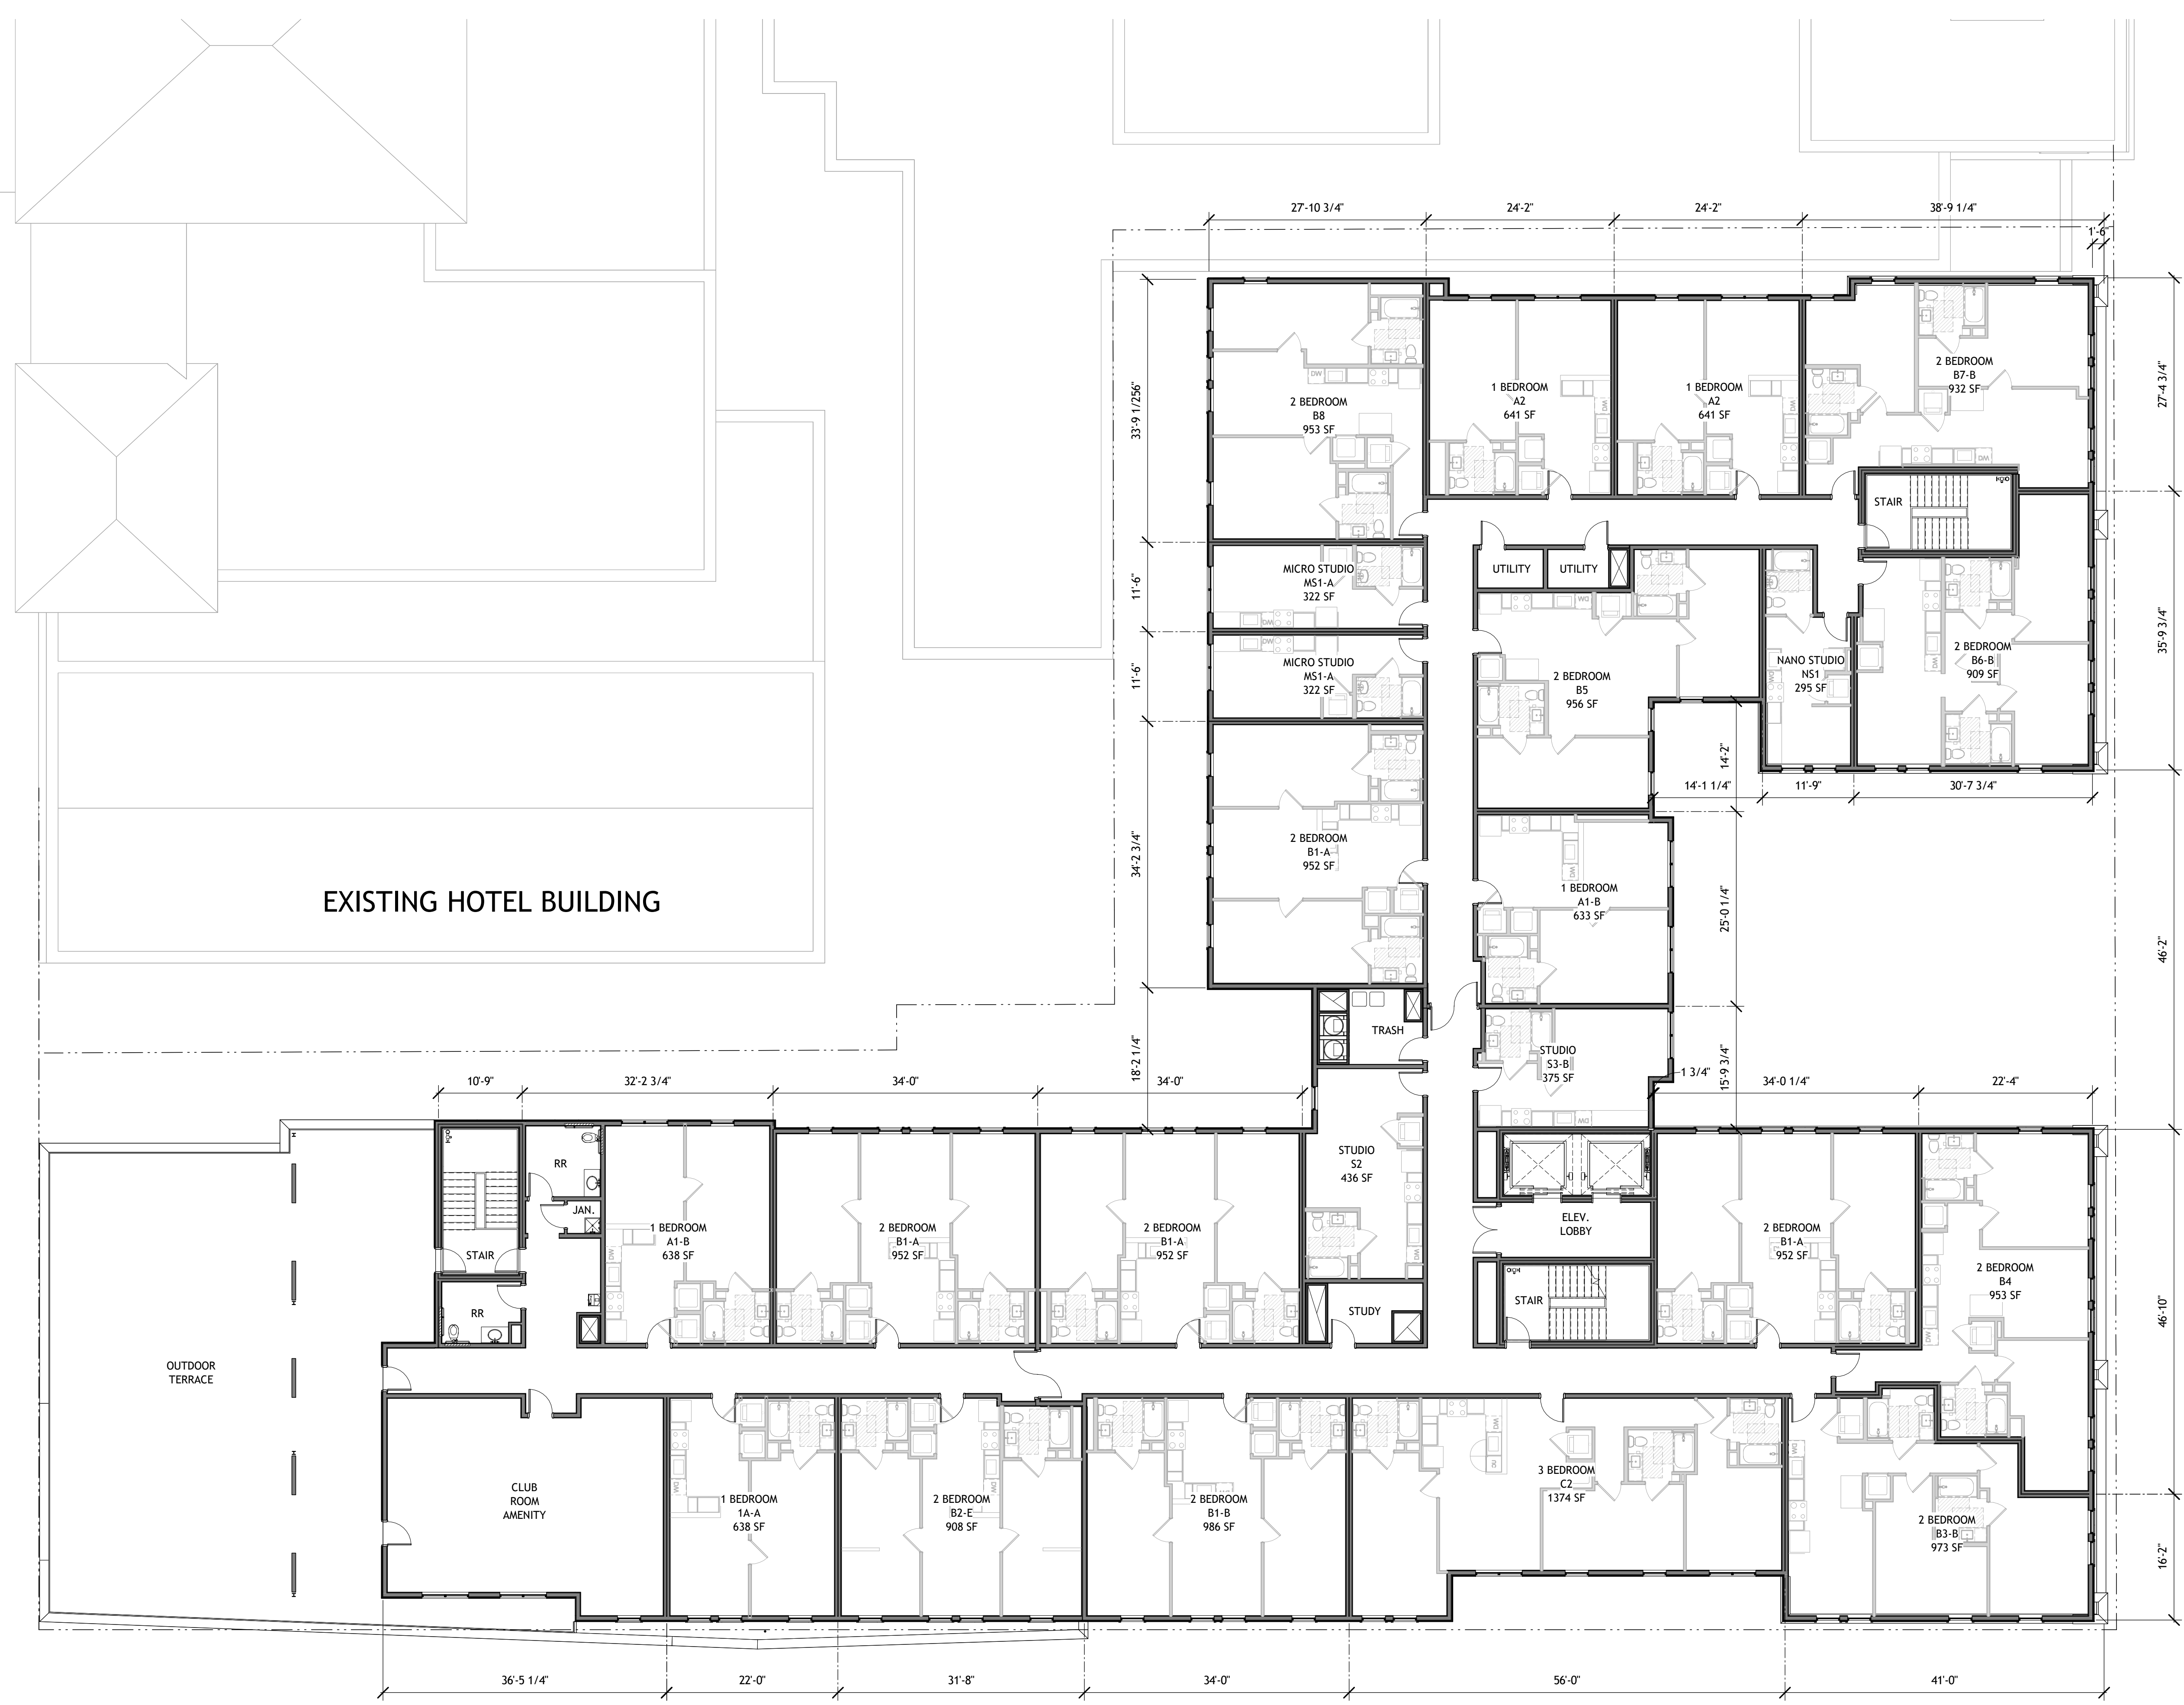 27'-10 3/4"
24'-2"
24'-2"
38'-9 1/4"
1'-6"
33'-9 1/256"
27'-4 3/4"
2 BEDROOM
B8
953 SF
1 BEDROOM
A2
641 SF
1 BEDROOM
A2
641 SF
2 BEDROOM
B7-B
932 SF
STAIR
UTILITY
UTILITY
11'-6"
MICRO STUDIO
MS1-A
322 SF
11'-6"
MICRO STUDIO
MS1-A
322 SF
2 BEDROOM
B5
956 SF
NANO STUDIO
NS1
295 SF
2 BEDROOM
B6-B
909 SF
35'-9 3/4"
14'-2"
14'-1 1/4"
11'-9"
30'-7 3/4"
34'-2 3/4"
2 BEDROOM
B1-A
952 SF
1 BEDROOM
A1-B
633 SF
25'-0 1/4"
46'-2"
EXISTING HOTEL BUILDING
TRASH
18'-2 1/4"
STUDIO
S3-B
375 SF
1 3/4"
15'-9 3/4"
10'-9"
32'-2 3/4"
34'-0"
34'-0"
34'-0 1/4"
22'-4"
RR
JAN.
STAIR
RR
1 BEDROOM
A1-B
638 SF
2 BEDROOM
B1-A
952 SF
2 BEDROOM
B1-A
952 SF
STUDIO
S2
436 SF
STUDY
ELEV.
LOBBY
STAIR
2 BEDROOM
B1-A
952 SF
2 BEDROOM
B4
953 SF
46'-10"
OUTDOOR
TERRACE
CLUB
ROOM
AMENITY
1 BEDROOM
1A-A
638 SF
2 BEDROOM
B2-E
908 SF
2 BEDROOM
B1-B
986 SF
3 BEDROOM
C2
1374 SF
2 BEDROOM
B3-B
973 SF
16'-2"
36'-5 1/4"
22'-0"
31'-8"
34'-0"
56'-0"
41'-0"